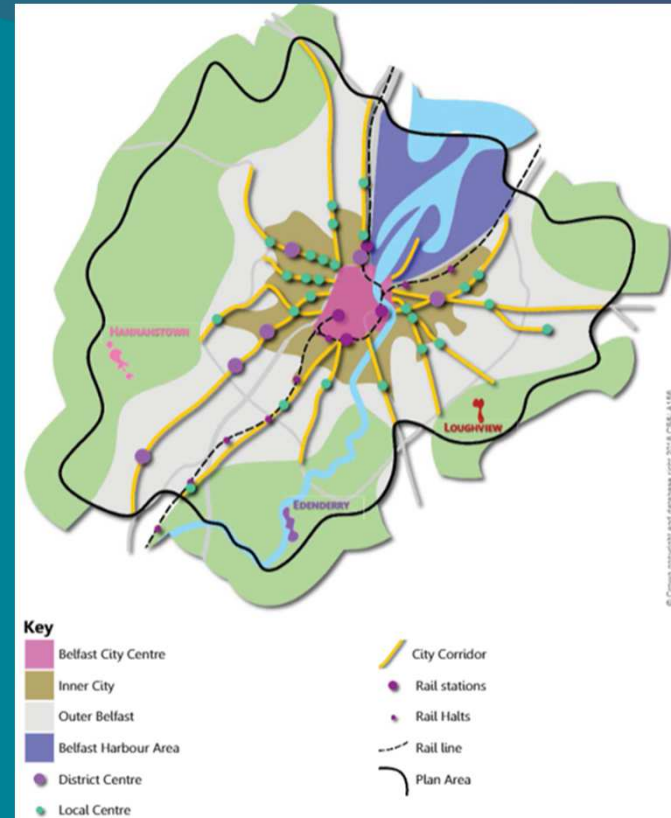 HANNAHSTOWN
LOUGHVIEW
EDENDERRY
Key
Belfast City Centre
Inner City
Outer Belfast
Belfast Harbour Area
District Centre
Local Centre
City Corridor
Rail stations
Rail Halts
Rail line
Plan Area